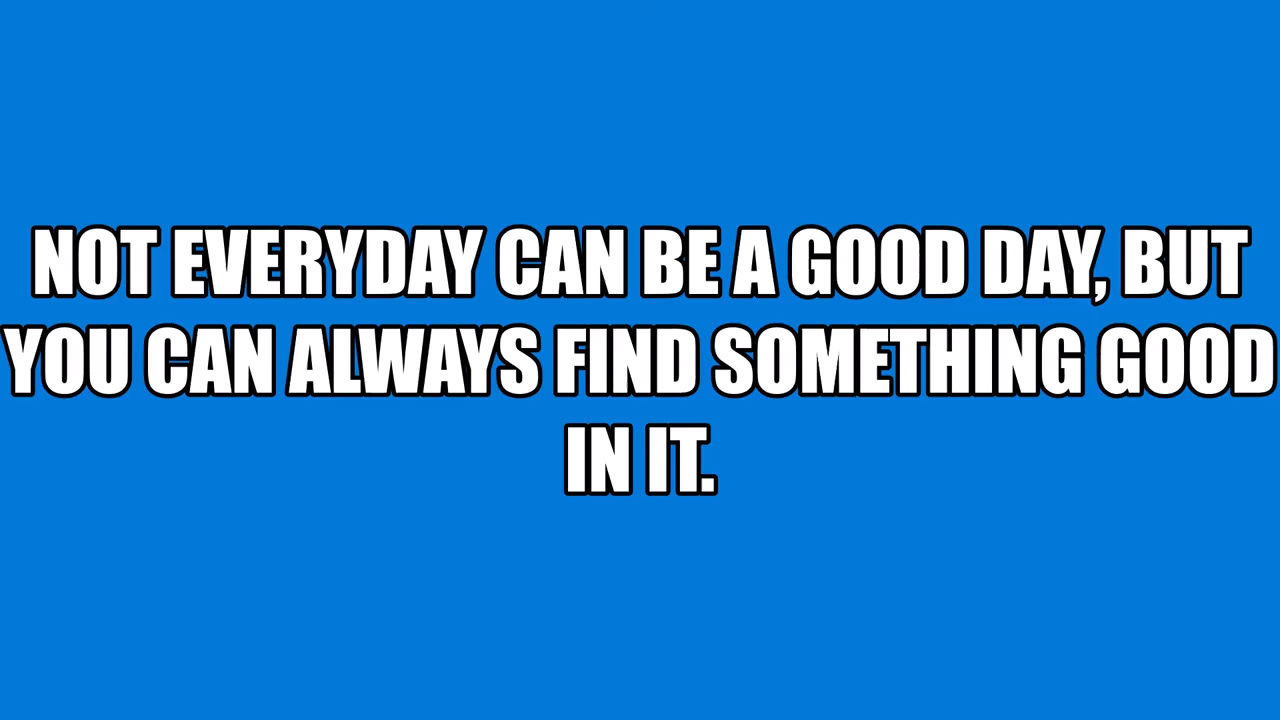 NOT EVERYDAY CAN BE A GOOD DAY, BUT
YOU CAN ALWAYS FIND SOMETHING GOOD
IN IT.